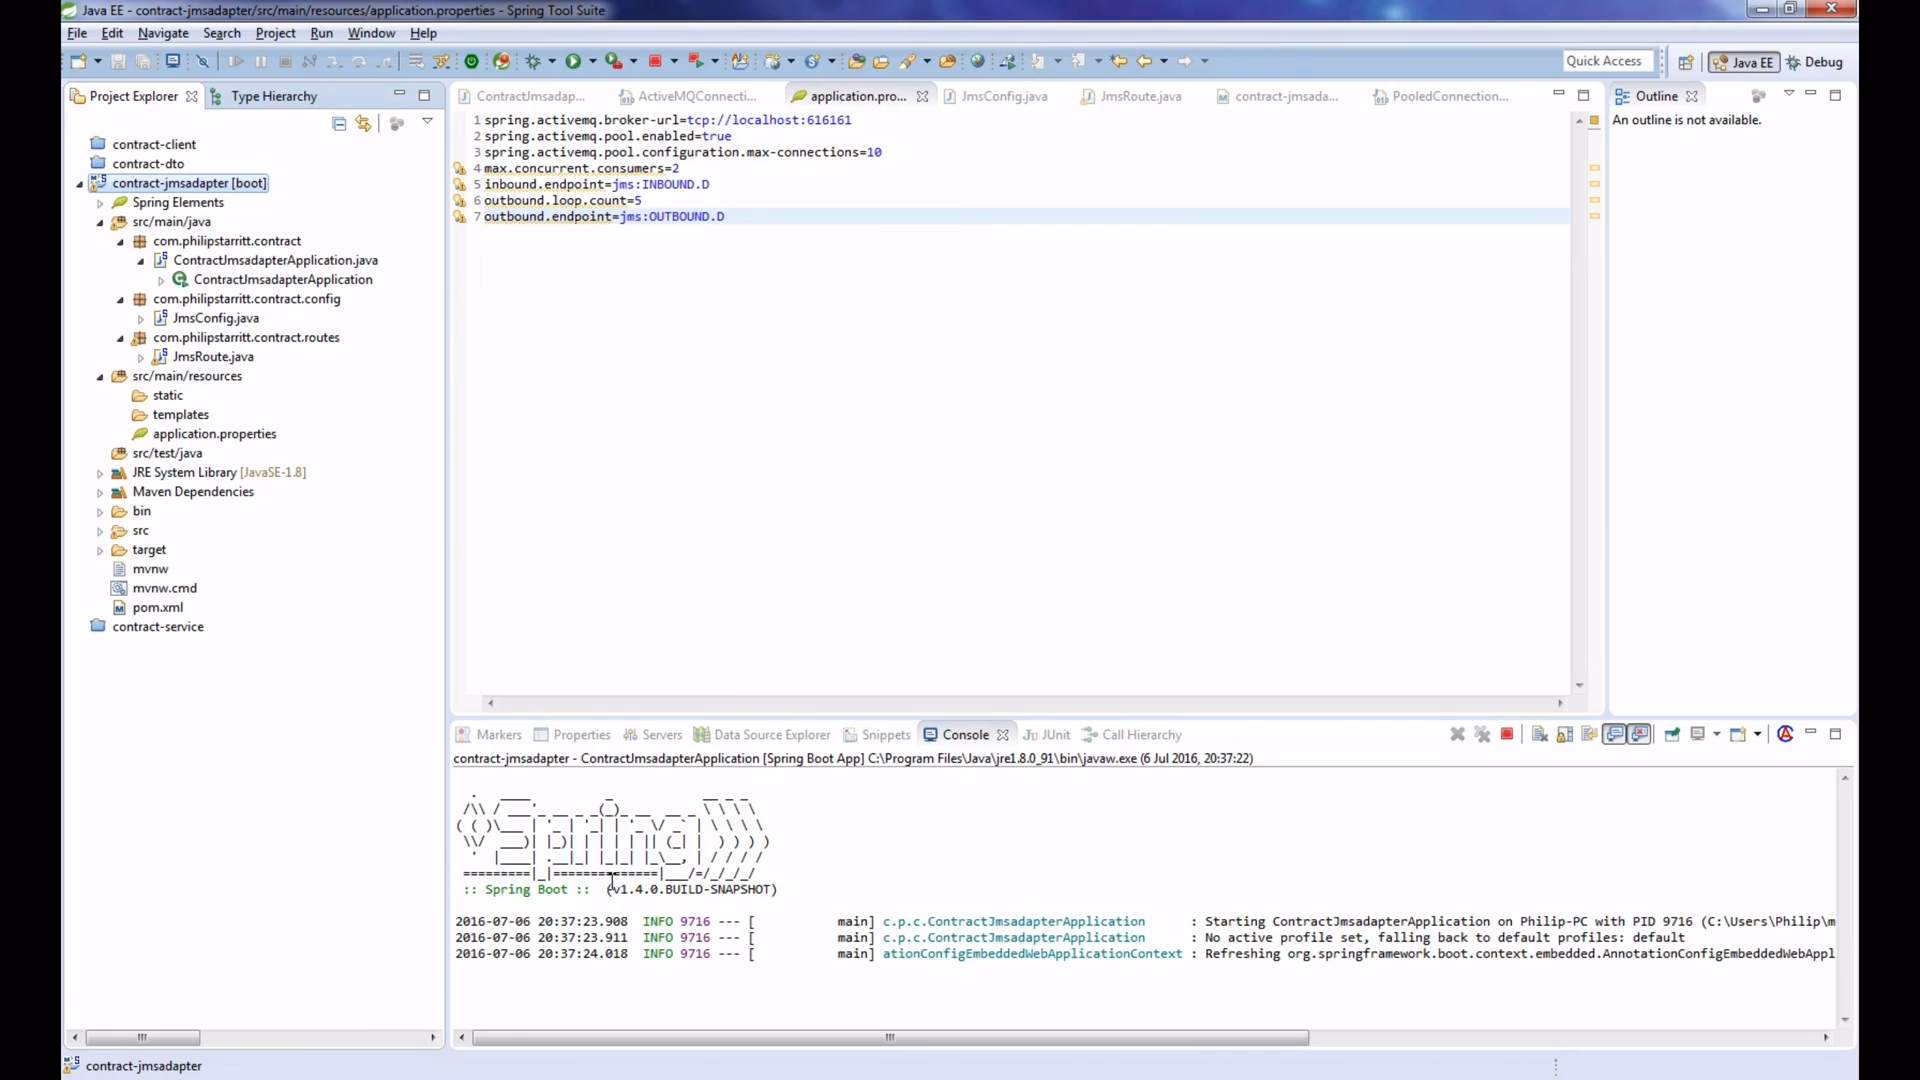 Java EE - contract-jmsadapter/src/main/resources/application.properties - Spring Tool Suite
File Edit Navigate Search Project Run Window Help
Quick Access
Java EE
Debug
Project Explorer
Type Hierarchy
contract-client
contract-dto
contract-jmsadapter [boot]
Spring Elements
src/main/java
com.philipstarritt.contract
ContractJmsadapterApplication.java
ContractJmsadapterApplication
com.philipstarritt.contract.config
JmsConfig.java
com.philipstarritt.contract.routes
JmsRoute.java
src/main/resources
static
templates
application.properties
src/test/java
JRE System Library [JavaSE-1.8]
Maven Dependencies
bin
src
target
mvnw
mvnw.cmd
pom.xml
contract-service
ContractJmsadap... ActiveMQConnecti... application.pro... JmsConfig.java JmsRoute.java contract-jmsada... PooledConnection...
1 spring.activemq.broker-url=tcp://localhost:616161
2 spring.activemq.pool.enabled=true
3 spring.activemq.pool.configuration.max-connections=10
4 max.concurrent.consumers=2
5 inbound.endpoint=jms:INBOUND.D
6 outbound.loop.count=5
7 outbound.endpoint=jms:OUTBOUND.D
Outline
An outline is not available.
Markers Properties Servers Data Source Explorer Snippets Console JUnit Call Hierarchy
contract-jmsadapter - ContractJmsadapterApplication [Spring Boot App] C:\Program Files\Java\jre1.8.0_91\bin\javaw.exe (6 Jul 2016, 20:37:22)
Spring
:: Spring Boot :: (v1.4.0.BUILD-SNAPSHOT)
2016-07-06 20:37:23.908 INFO 9716 --- [ main] c.p.c.ContractJmsadapterApplication : Starting ContractJmsadapterApplication on Philip-PC with PID 9716 (C:\Users\Philip\m
2016-07-06 20:37:23.911 INFO 9716 --- [ main] c.p.c.ContractJmsadapterApplication : No active profile set, falling back to default profiles: default
2016-07-06 20:37:24.018 INFO 9716 --- [ main] ationConfigEmbeddedWebApplicationContext : Refreshing org.springframework.boot.context.embedded.AnnotationConfigEmbeddedWebAppl
contract-jmsadapter